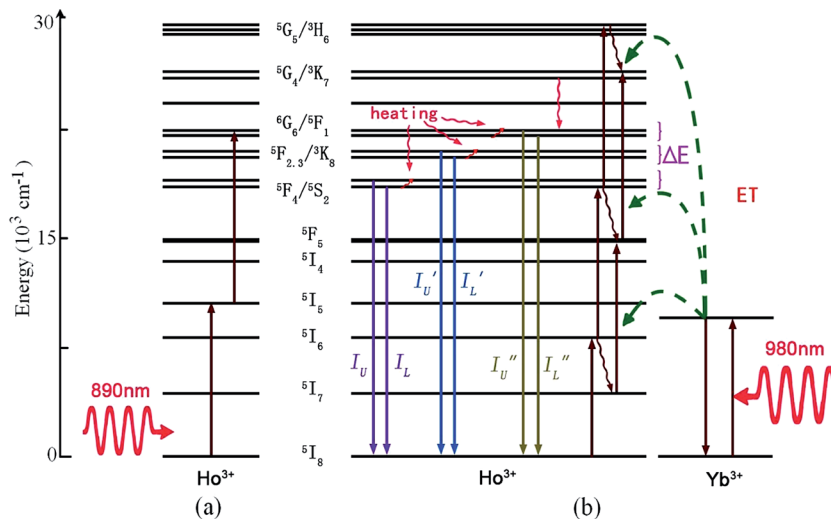 30
15
0
Energy (10³ cm⁻¹)
⁵G₅/³H₆
⁵G₄/³K₇
⁶G₆/⁵F₁
⁵F₂.₃/³K₈
⁵F₄/⁵S₂
⁵F₅
⁵I₄
⁵I₅
⁵I₆
⁵I₇
⁵I₈
heating
ΔE
ET
I_U' I_L'
I_U I_L
I_U'' I_L''
890nm
980nm
Ho³⁺
Ho³⁺
Yb³⁺
(a)
(b)